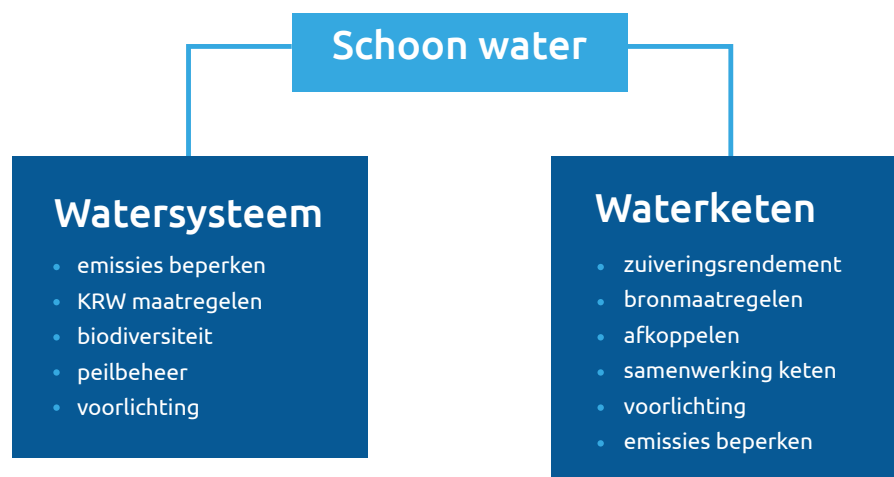 Schoon water
Watersysteem
emissies beperken
KRW maatregelen
biodiversiteit
peilbeheer
voorlichting
Waterketen
zuiveringsrendement
bronmaatregelen
afkoppelen
samenwerking keten
voorlichting
emissies beperken